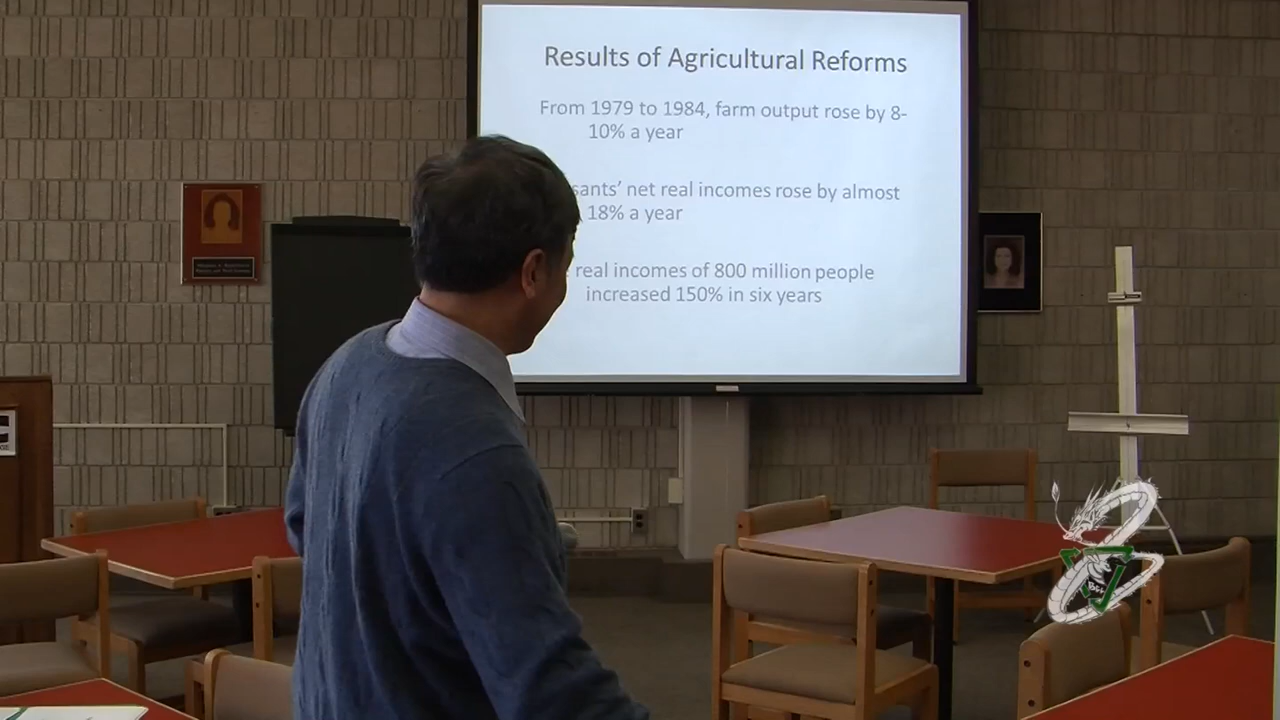 Results of Agricultural Reforms
From 1979 to 1984, farm output rose by 8-
10% a year
sants’ net real incomes rose by almost
18% a year
real incomes of 800 million people
increased 150% in six years